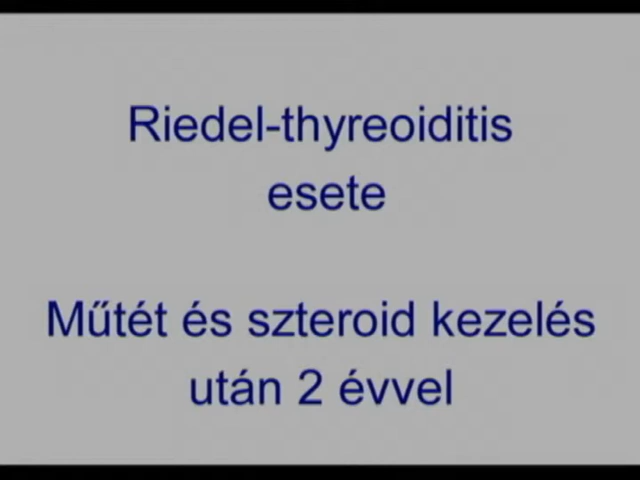 Riedel-thyreoiditis
esete
Műtét és szteroid kezelés
után 2 évvel